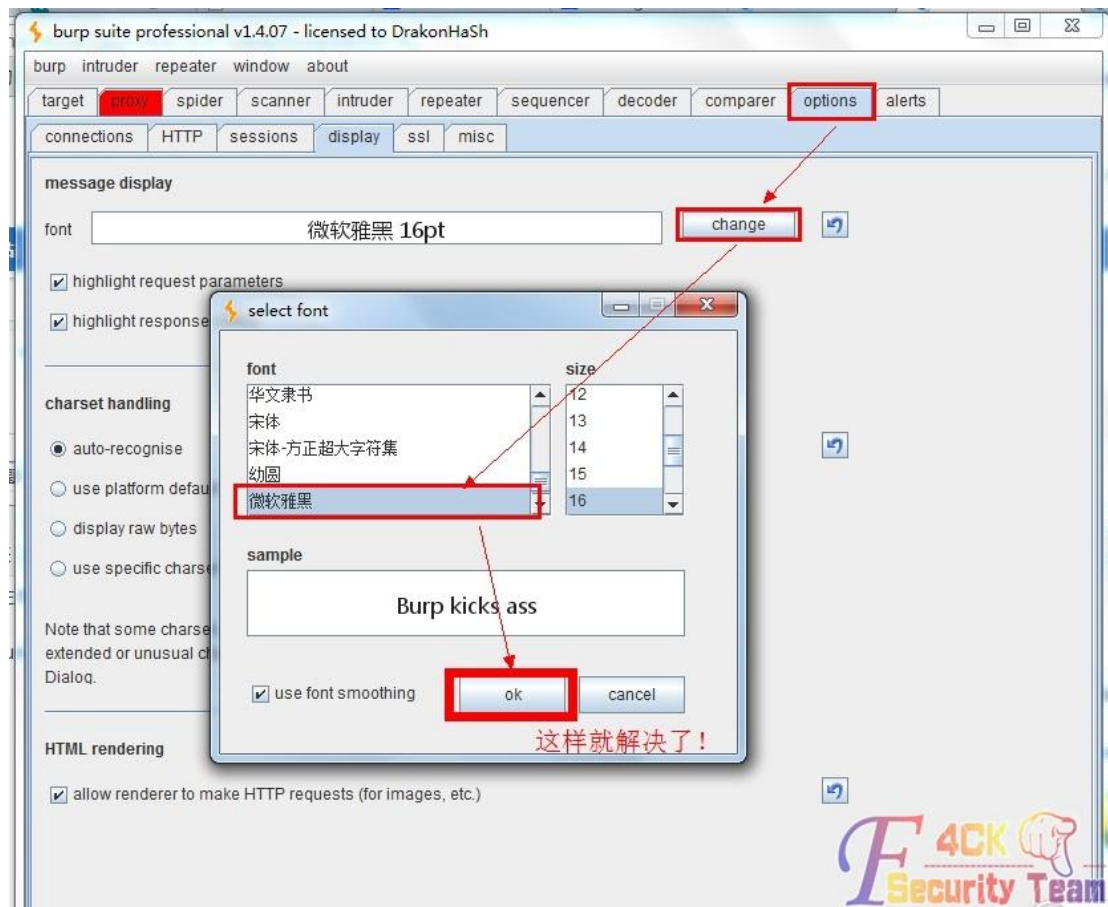 burp suite professional v1.4.07 - licensed to DrakonHaSh
burp intruder repeater window about
target proxy spider scanner intruder repeater sequencer decoder comparer options alerts
connections HTTP sessions display ssl misc
message display
font 微软雅黑 16pt change
highlight request parameters
highlight response
select font
font size
华文隶书 12
宋体 13
宋体-方正超大字符集 14
幼圆 15
微软雅黑 16
sample
Burp kicks ass
use font smoothing ok cancel
这样就解决了!
charset handling
auto-recognise
use platform defau
display raw bytes
use specific charse
Note that some charse
extended or unusual ch
Dialog.
HTML rendering
allow renderer to make HTTP requests (for images, etc.)
F4CK
Security Team